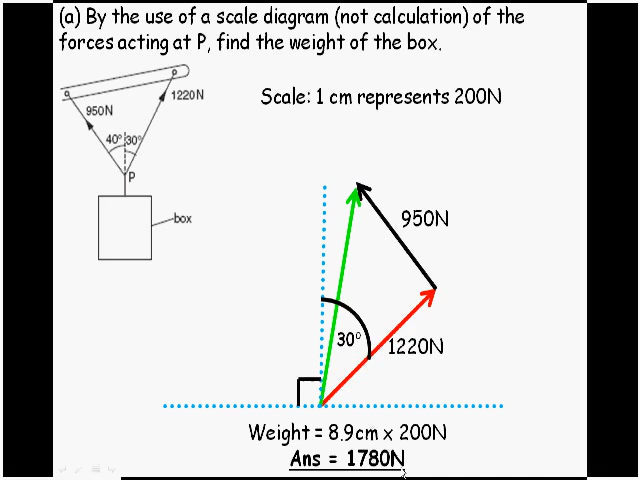 (a) By the use of a scale diagram (not calculation) of the
forces acting at P, find the weight of the box.
Scale: 1 cm represents 200N
950N
1220N
40° 30°
P
box
950N
30°
1220N
Weight = 8.9cm x 200N
Ans = 1780N